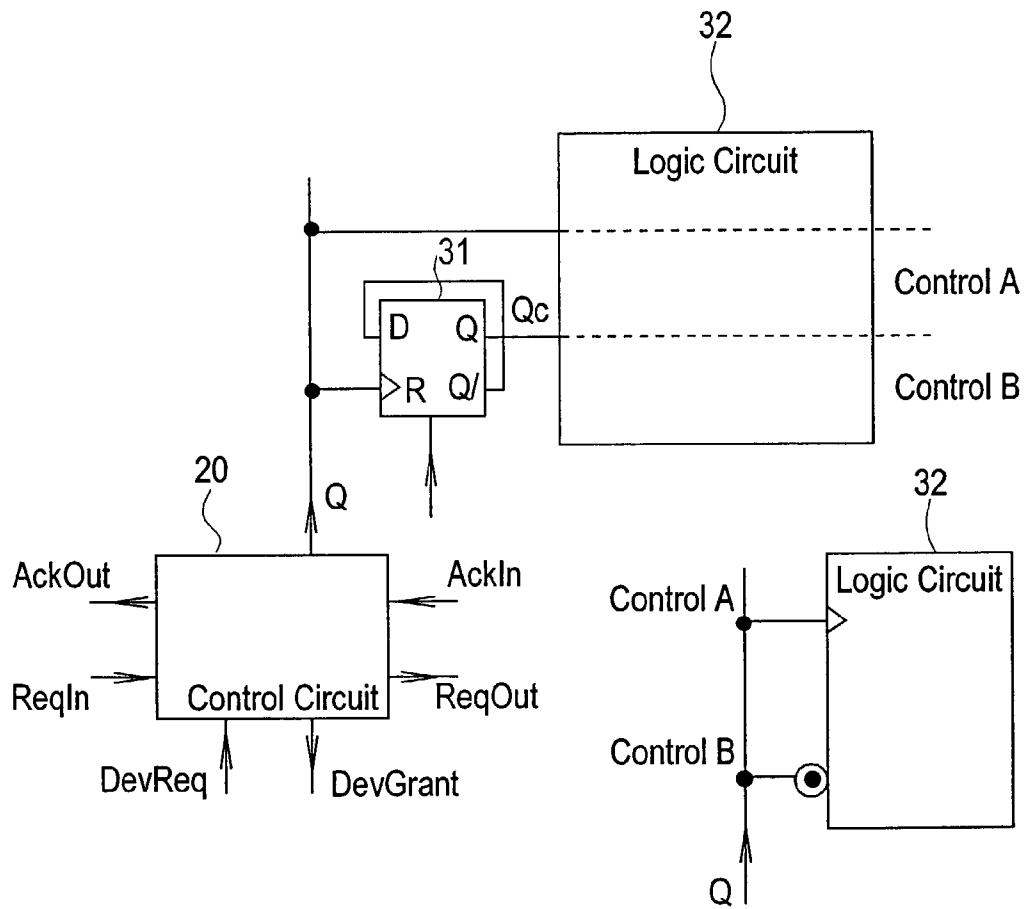 32
Logic Circuit
31
Control A
D
Q
Qc
R
Q/
Control B
20
Q
32
AckOut
AckIn
Logic Circuit
Control A
ReqIn
Control Circuit
ReqOut
Control B
DevReq
DevGrant
Q